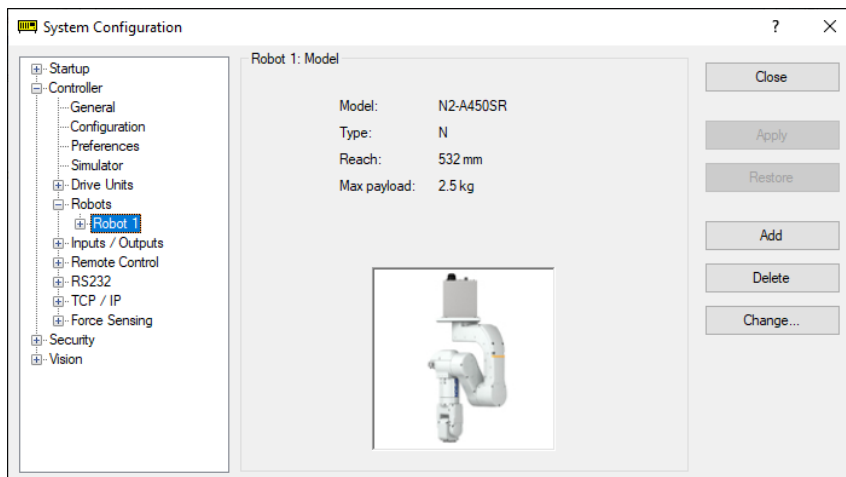 System Configuration
?
Startup
Controller
General
Configuration
Preferences
Simulator
Drive Units
Robots
Robot 1
Inputs / Outputs
Remote Control
RS232
TCP / IP
Force Sensing
Security
Vision
Robot 1: Model
Model: N2-A450SR
Type: N
Reach: 532 mm
Max payload: 2.5 kg
Close
Apply
Restore
Add
Delete
Change...